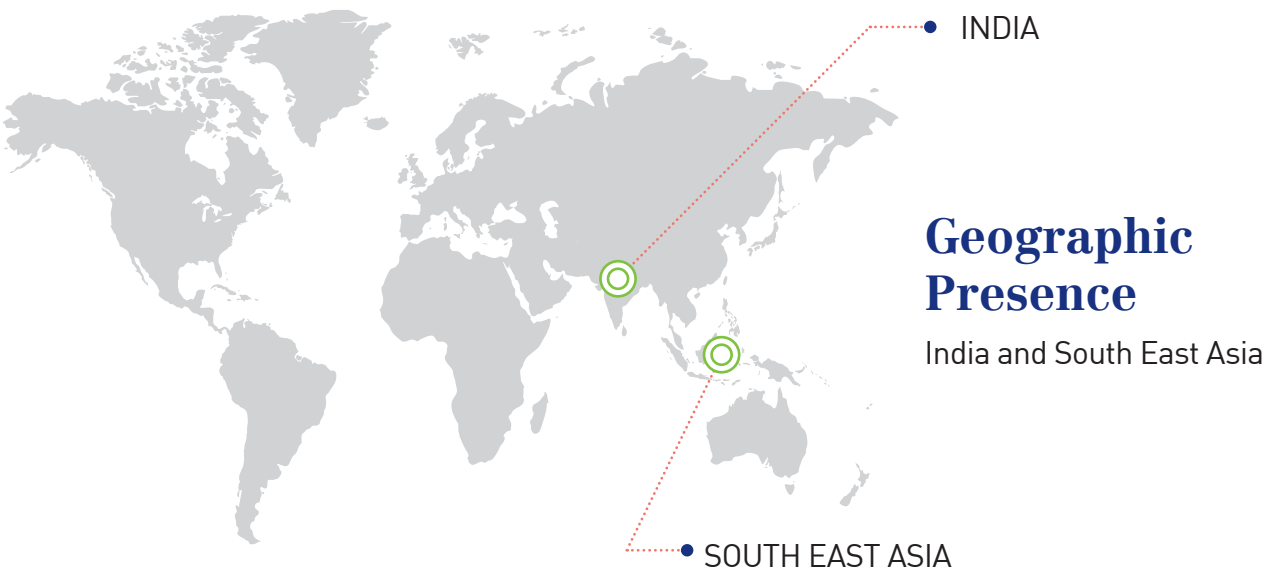 INDIA
Geographic
Presence
India and South East Asia
SOUTH EAST ASIA